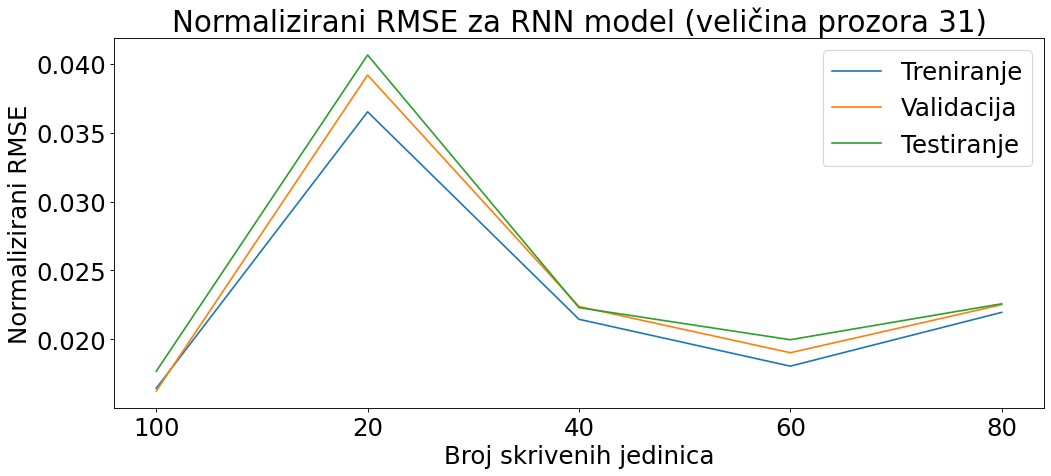 Normalizirani RMSE za RNN model (veličina prozora 31)
Treniranje
Validacija
Testiranje
Normalizirani RMSE
0.040
0.035
0.030
0.025
0.020
100 20 40 60 80
Broj skrivenih jedinica